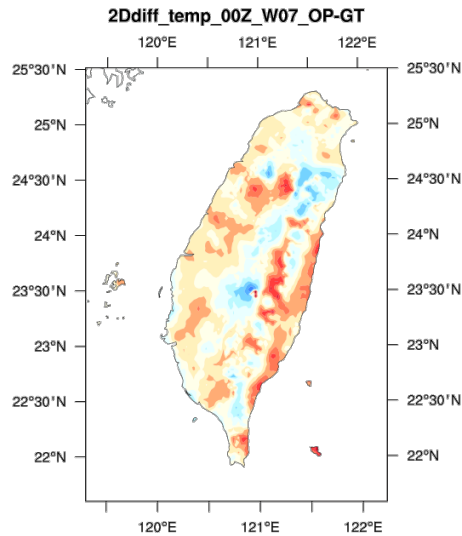 2Ddiff_temp_00Z_W07_OP-GT
120°E 121°E 122°E
25°30'N 25°30'N
25°N 25°N
24°30'N 24°30'N
24°N 24°N
23°30'N 23°30'N
23°N 23°N
22°30'N 22°30'N
22°N 22°N
120°E 121°E 122°E